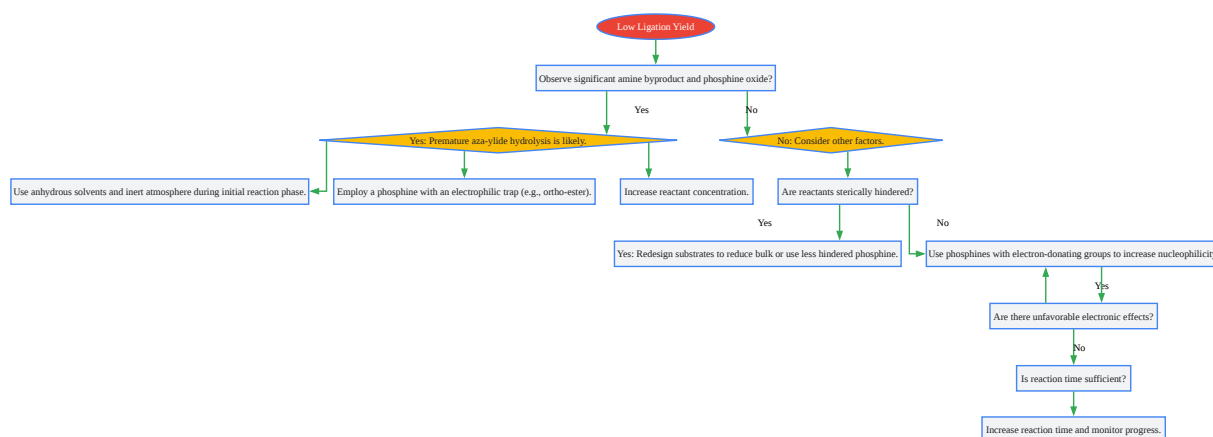 Low Ligation Yield
Observe significant amine byproduct and phosphine oxide?
Yes
No
Yes: Premature aza-ylide hydrolysis is likely.
No: Consider other factors.
Use anhydrous solvents and inert atmosphere during initial reaction phase.
Employ a phosphine with an electrophilic trap (e.g., ortho-ester).
Increase reactant concentration.
Are reactants sterically hindered?
Yes
No
Yes: Redesign substrates to reduce bulk or use less hindered phosphine.
Use phosphines with electron-donating groups to increase nucleophilicity
Yes
Are there unfavorable electronic effects?
No
Is reaction time sufficient?
Increase reaction time and monitor progress.